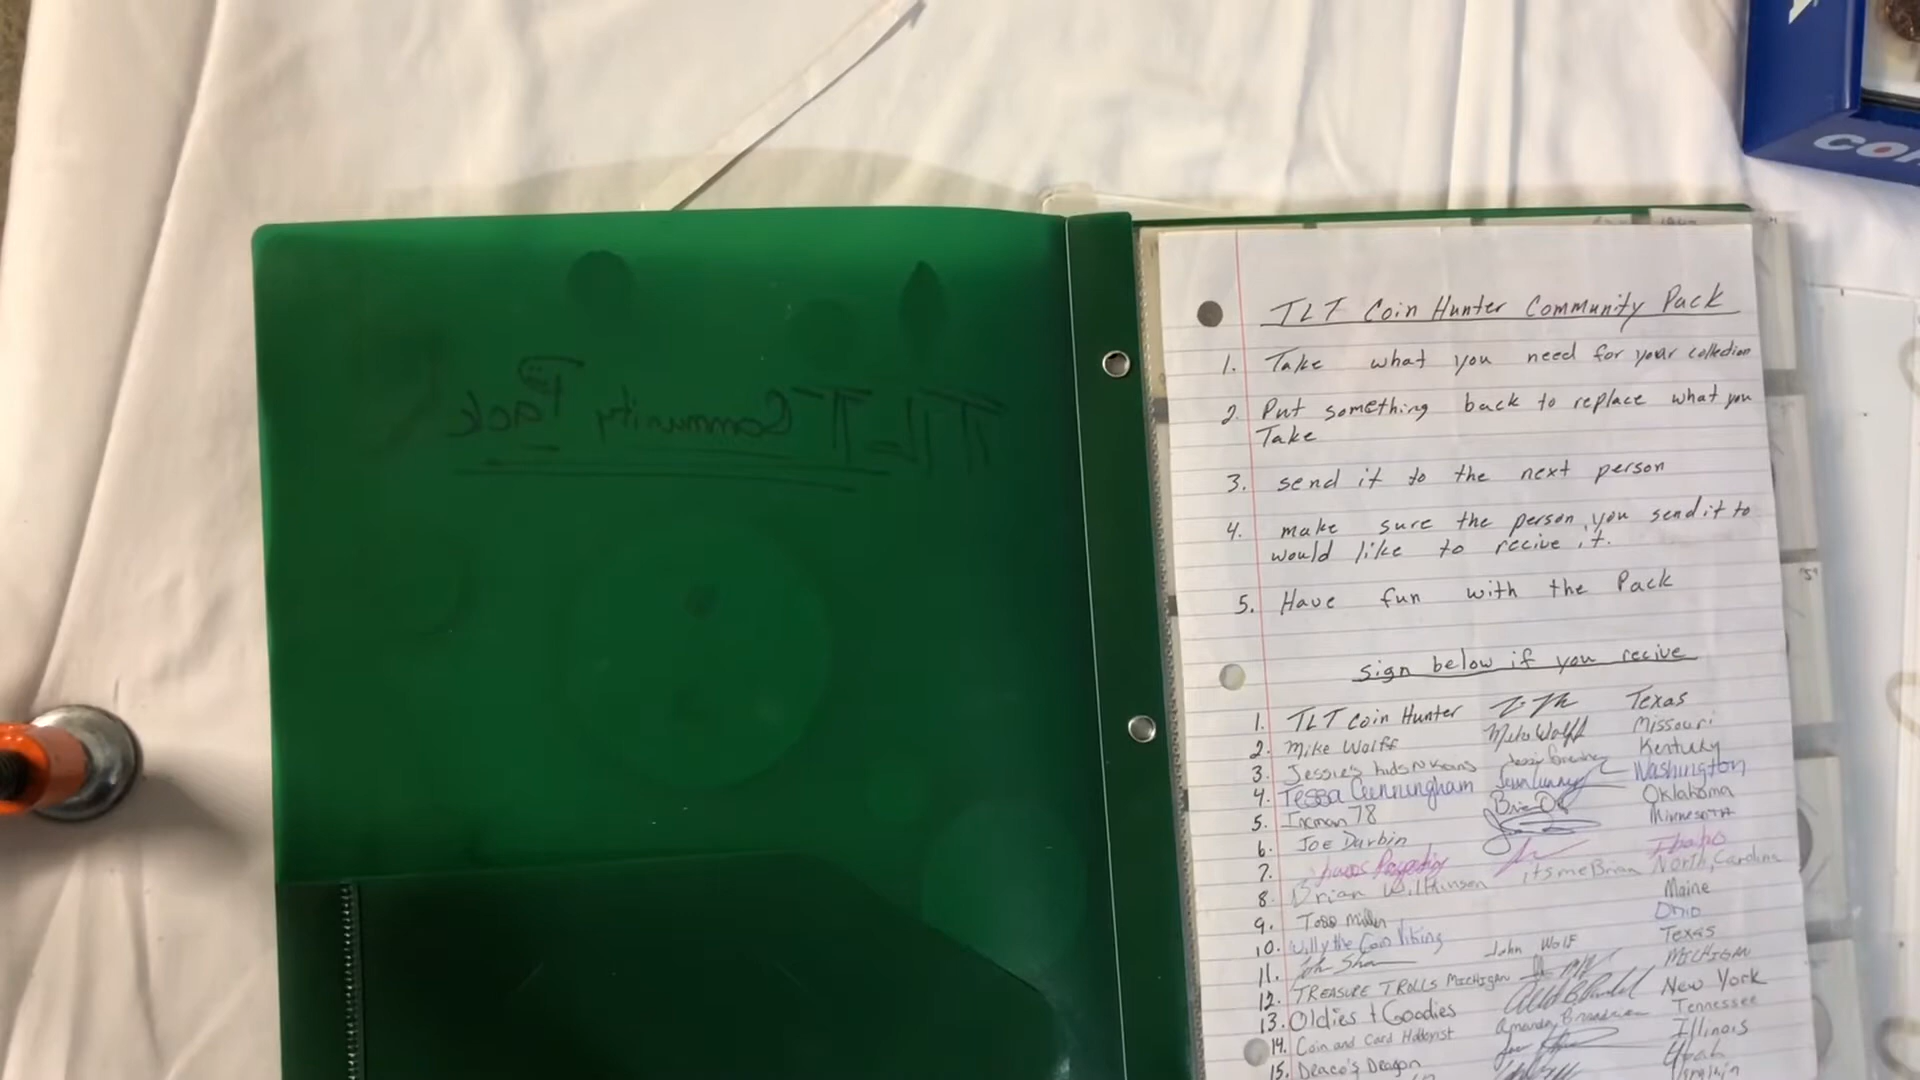 TLT Community Pack
TLT Coin Hunter Community Pack
1. Take what you need for your collection
2. Put something back to replace what you
Take
3. send it to the next person
4. make sure the person you send it to
would like to recive it.
5. Have fun with the Pack
sign below if you recive
1. TLT Coin Hunter Texas
2. Mike Wolff Mike Wolff Missouri
3. Jessie's Kentucky
4. Tessa Cunningham Washington
5. Inman 78 Oklahoma
6. Joe Durbin Minnesota
7. Idaho
8. Brian Wilkinson itsmeBrian North, Carolina
9. Todd Miller Maine
10. Willy the Coin Viking Ohio
11. John Wolf Texas
12. TREASURE TROLLS MICHIGAN MICHIGAN
13. Oldies + Goodies New York
14. Coin and Card Hobbyist Tennessee
15. Deaco's Dragon Illinois